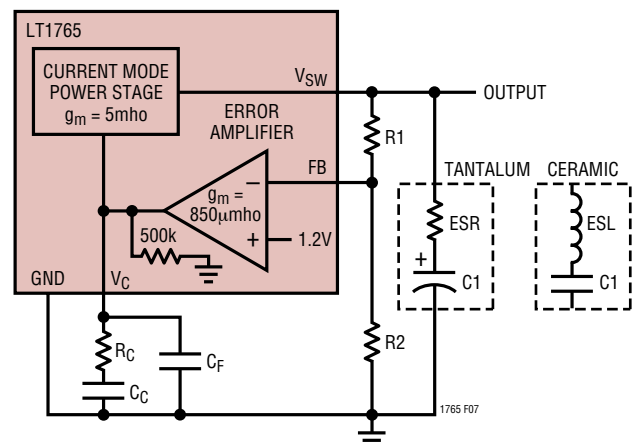 LT1765
CURRENT MODE
POWER STAGE
gm = 5mho
VSW
OUTPUT
ERROR
AMPLIFIER
R1
FB
TANTALUM
CERAMIC
gm =
850µmho
–
+
1.2V
500k
ESR
ESL
+
C1
C1
GND
VC
RC
CF
R2
CC
1765 F07